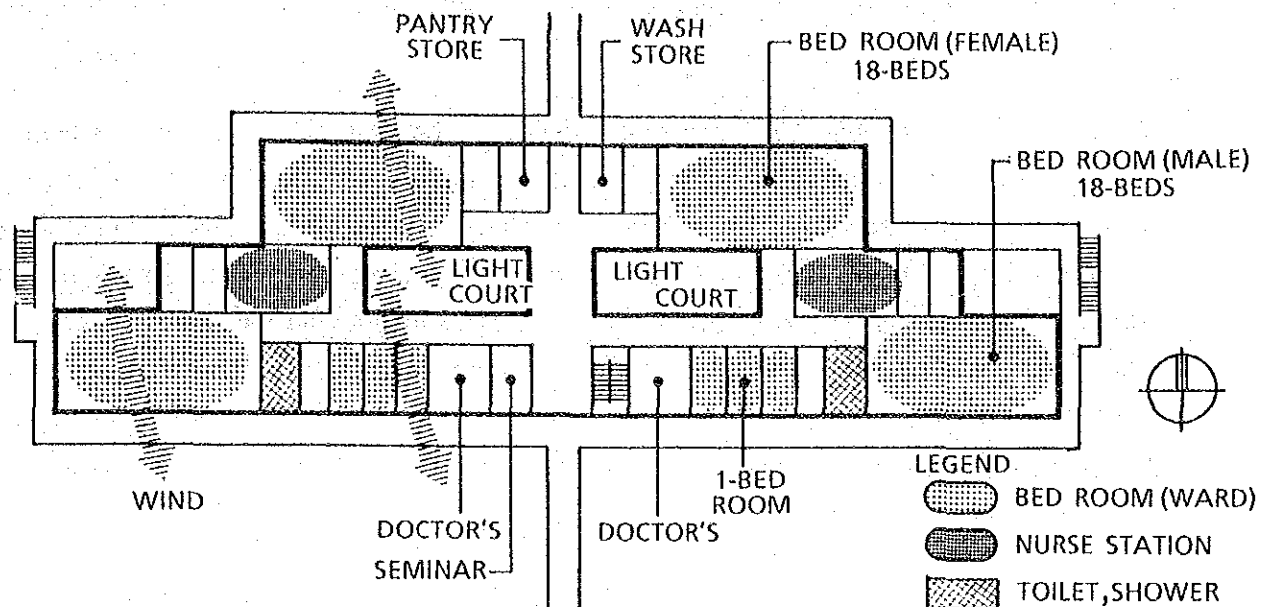 PANTRY
STORE
WASH
STORE
BED ROOM (FEMALE)
18-BEDS
BED ROOM (MALE)
18-BEDS
LIGHT
COURT
LIGHT
COURT
WIND
DOCTOR'S
SEMINAR
DOCTOR'S
1-BED
ROOM
LEGEND
BED ROOM (WARD)
NURSE STATION
TOILET,SHOWER